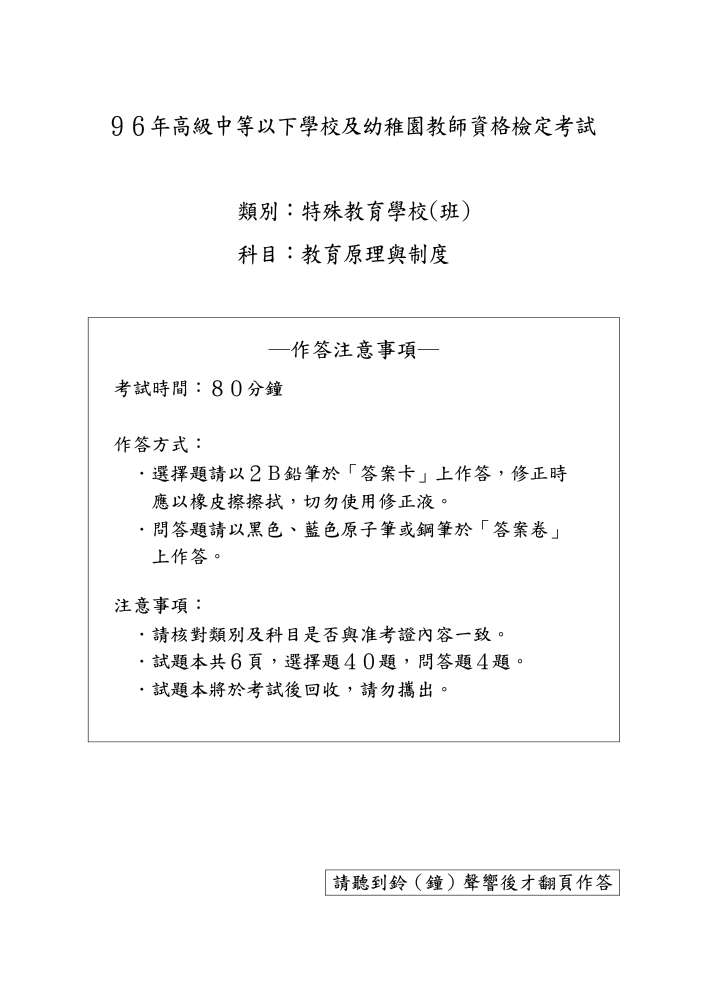 ９６年高級中等以下學校及幼稚園教師資格檢定考試
類別：特殊教育學校(班)
科目：教育原理與制度
—作答注意事項—
考試時間：８０分鐘
作答方式：
‧選擇題請以２Ｂ鉛筆於「答案卡」上作答，修正時
應以橡皮擦擦拭，切勿使用修正液。
‧問答題請以黑色、藍色原子筆或鋼筆於「答案卷」
上作答。
注意事項：
‧請核對類別及科目是否與准考證內容一致。
‧試題本共６頁，選擇題４０題，問答題４題。
‧試題本將於考試後回收，請勿攜出。
請聽到鈴（鐘）聲響後才翻頁作答